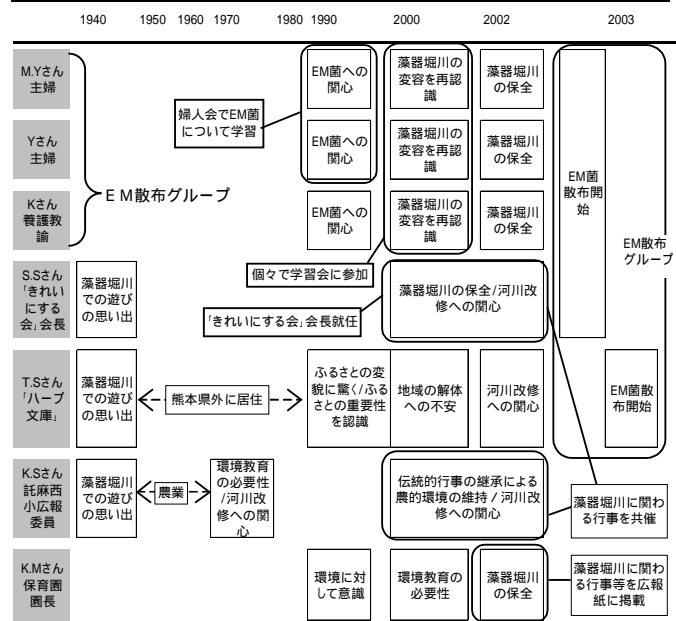 1940 1950 1960 1970 1980 1990 2000 2002 2003
M.Yさん
主婦
EM菌への
関心
藻器堀川の
変容を再認
識
藻器堀川
の保全
婦人会でEM菌
について学習
Yさん
主婦
EM菌への
関心
藻器堀川の
変容を再認
識
藻器堀川
の保全
EM菌
散布開
始
EM散布グループ
Kさん
養護教
諭
EM菌への
関心
藻器堀川の
変容を再認
識
藻器堀川
の保全
EM散布
グループ
個々で学習会に参加
S.Sさん
「きれい
にする
会」会長
藻器堀川
での遊び
の思い出
藻器堀川の保全/河川改
修への関心
「きれいにする会」会長就任
T.Sさん
「ハーブ
文庫」
藻器堀川
での遊び
の思い出
熊本県外に居住
ふるさとの変
貌に驚く/ふる
さとの重要性
を認識
地域の解体
への不安
河川改修
への関心
EM菌散
布開始
K.Sさん
託麻西
小広報
委員
藻器堀川
での遊び
の思い出
農業
環境教育
の必要性
/河川改
修への関
心
伝統的行事の継承による
農的環境の維持/河川改
修への関心
藻器堀川に関わ
る行事を共催
K.Mさん
保育園
園長
環境に対
して意識
環境教育の
必要性
藻器堀川
の保全
藻器堀川に関わ
る行事等を広報
紙に掲載